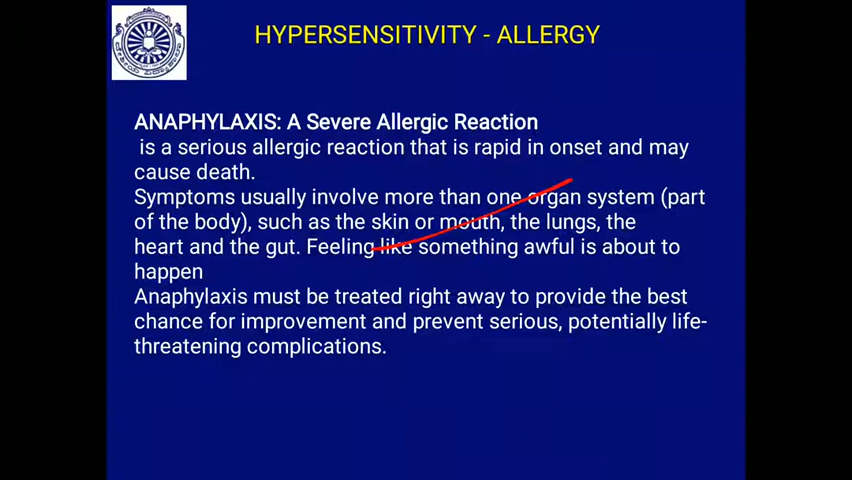 HYPERSENSITIVITY - ALLERGY
ANAPHYLAXIS: A Severe Allergic Reaction
is a serious allergic reaction that is rapid in onset and may
cause death.
Symptoms usually involve more than one organ system (part
of the body), such as the skin or mouth, the lungs, the
heart and the gut. Feeling like something awful is about to
happen
Anaphylaxis must be treated right away to provide the best
chance for improvement and prevent serious, potentially life-
threatening complications.